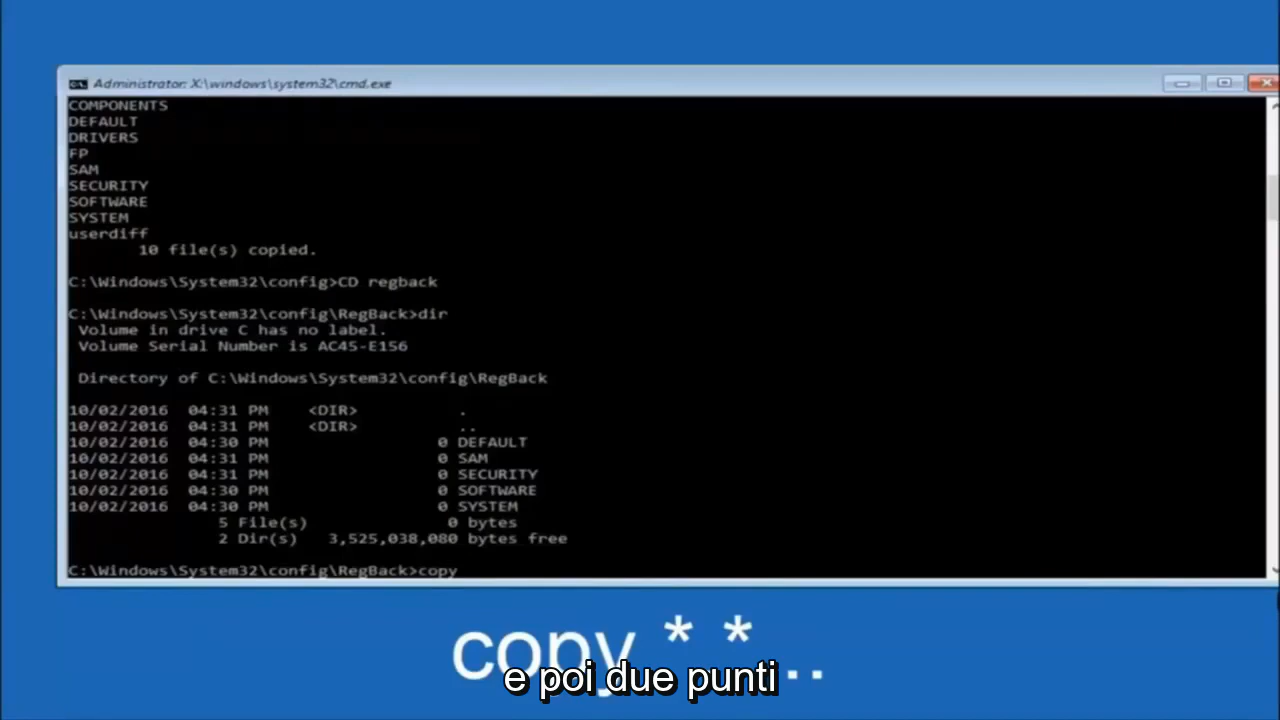 Administrator: X:\windows\system32\cmd.exe
COMPONENTS
DEFAULT
DRIVERS
FP
SAM
SECURITY
SOFTWARE
SYSTEM
userdiff
10 file(s) copied.
C:\Windows\System32\config>CD regback
C:\Windows\System32\config\RegBack>dir
Volume in drive C has no label.
Volume Serial Number is AC45-E156
Directory of C:\Windows\System32\config\RegBack
10/02/2016 04:31 PM <DIR> .
10/02/2016 04:31 PM <DIR> ..
10/02/2016 04:30 PM 0 DEFAULT
10/02/2016 04:31 PM 0 SAM
10/02/2016 04:31 PM 0 SECURITY
10/02/2016 04:30 PM 0 SOFTWARE
10/02/2016 04:30 PM 0 SYSTEM
5 File(s) 0 bytes
2 Dir(s) 3,525,038,080 bytes free
C:\Windows\System32\config\RegBack>copy
copy * * ..
e poi due punti